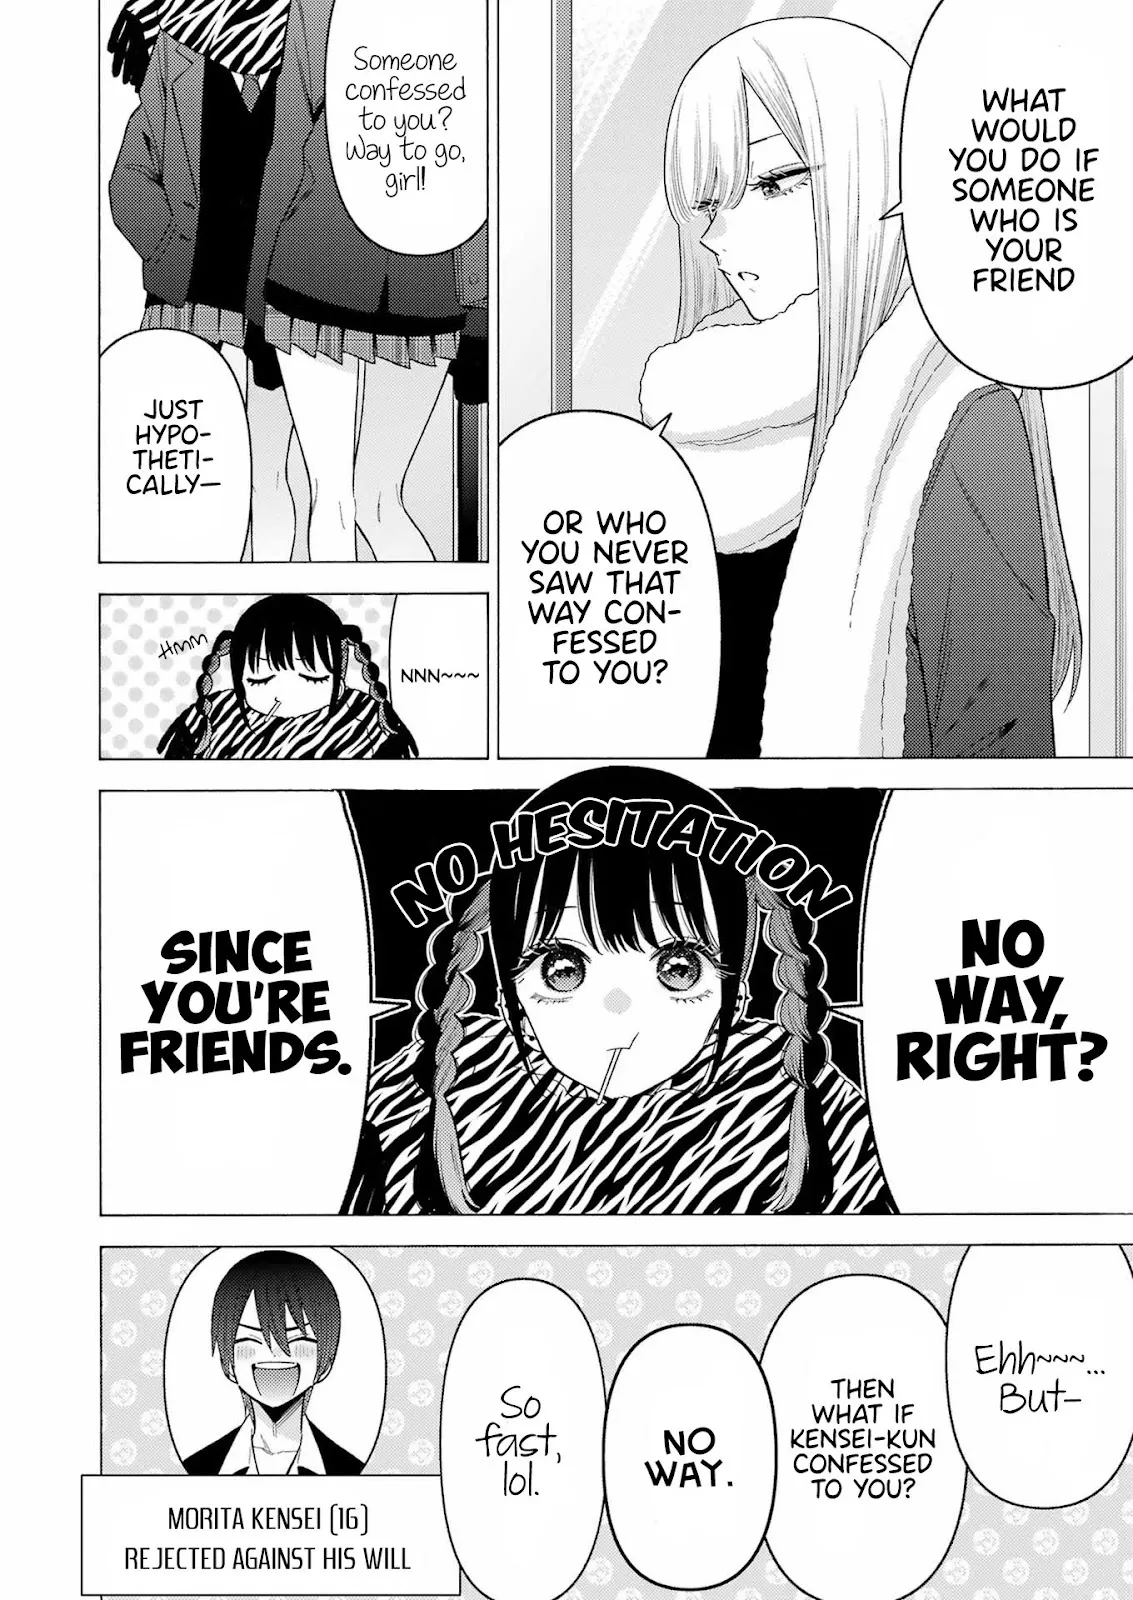 WHAT
WOULD
YOU DO IF
SOMEONE
WHO IS
YOUR
FRIEND
OR WHO
YOU NEVER
SAW THAT
WAY CON-
FESSED
TO YOU?
Someone
confessed
to you?
Way to go,
girl!
JUST
HYPO-
THETI-
CALLY—
NNN~~~
HMM
NO HESITATION
NO
WAY,
RIGHT?
SINCE
YOU'RE
FRIENDS.
Ehh~~~...
But-
THEN
WHAT IF
KENSEI-KUN
CONFESSED
TO YOU?
NO
WAY.
So
fast,
lol.
MORITA KENSEI (16)
REJECTED AGAINST HIS WILL